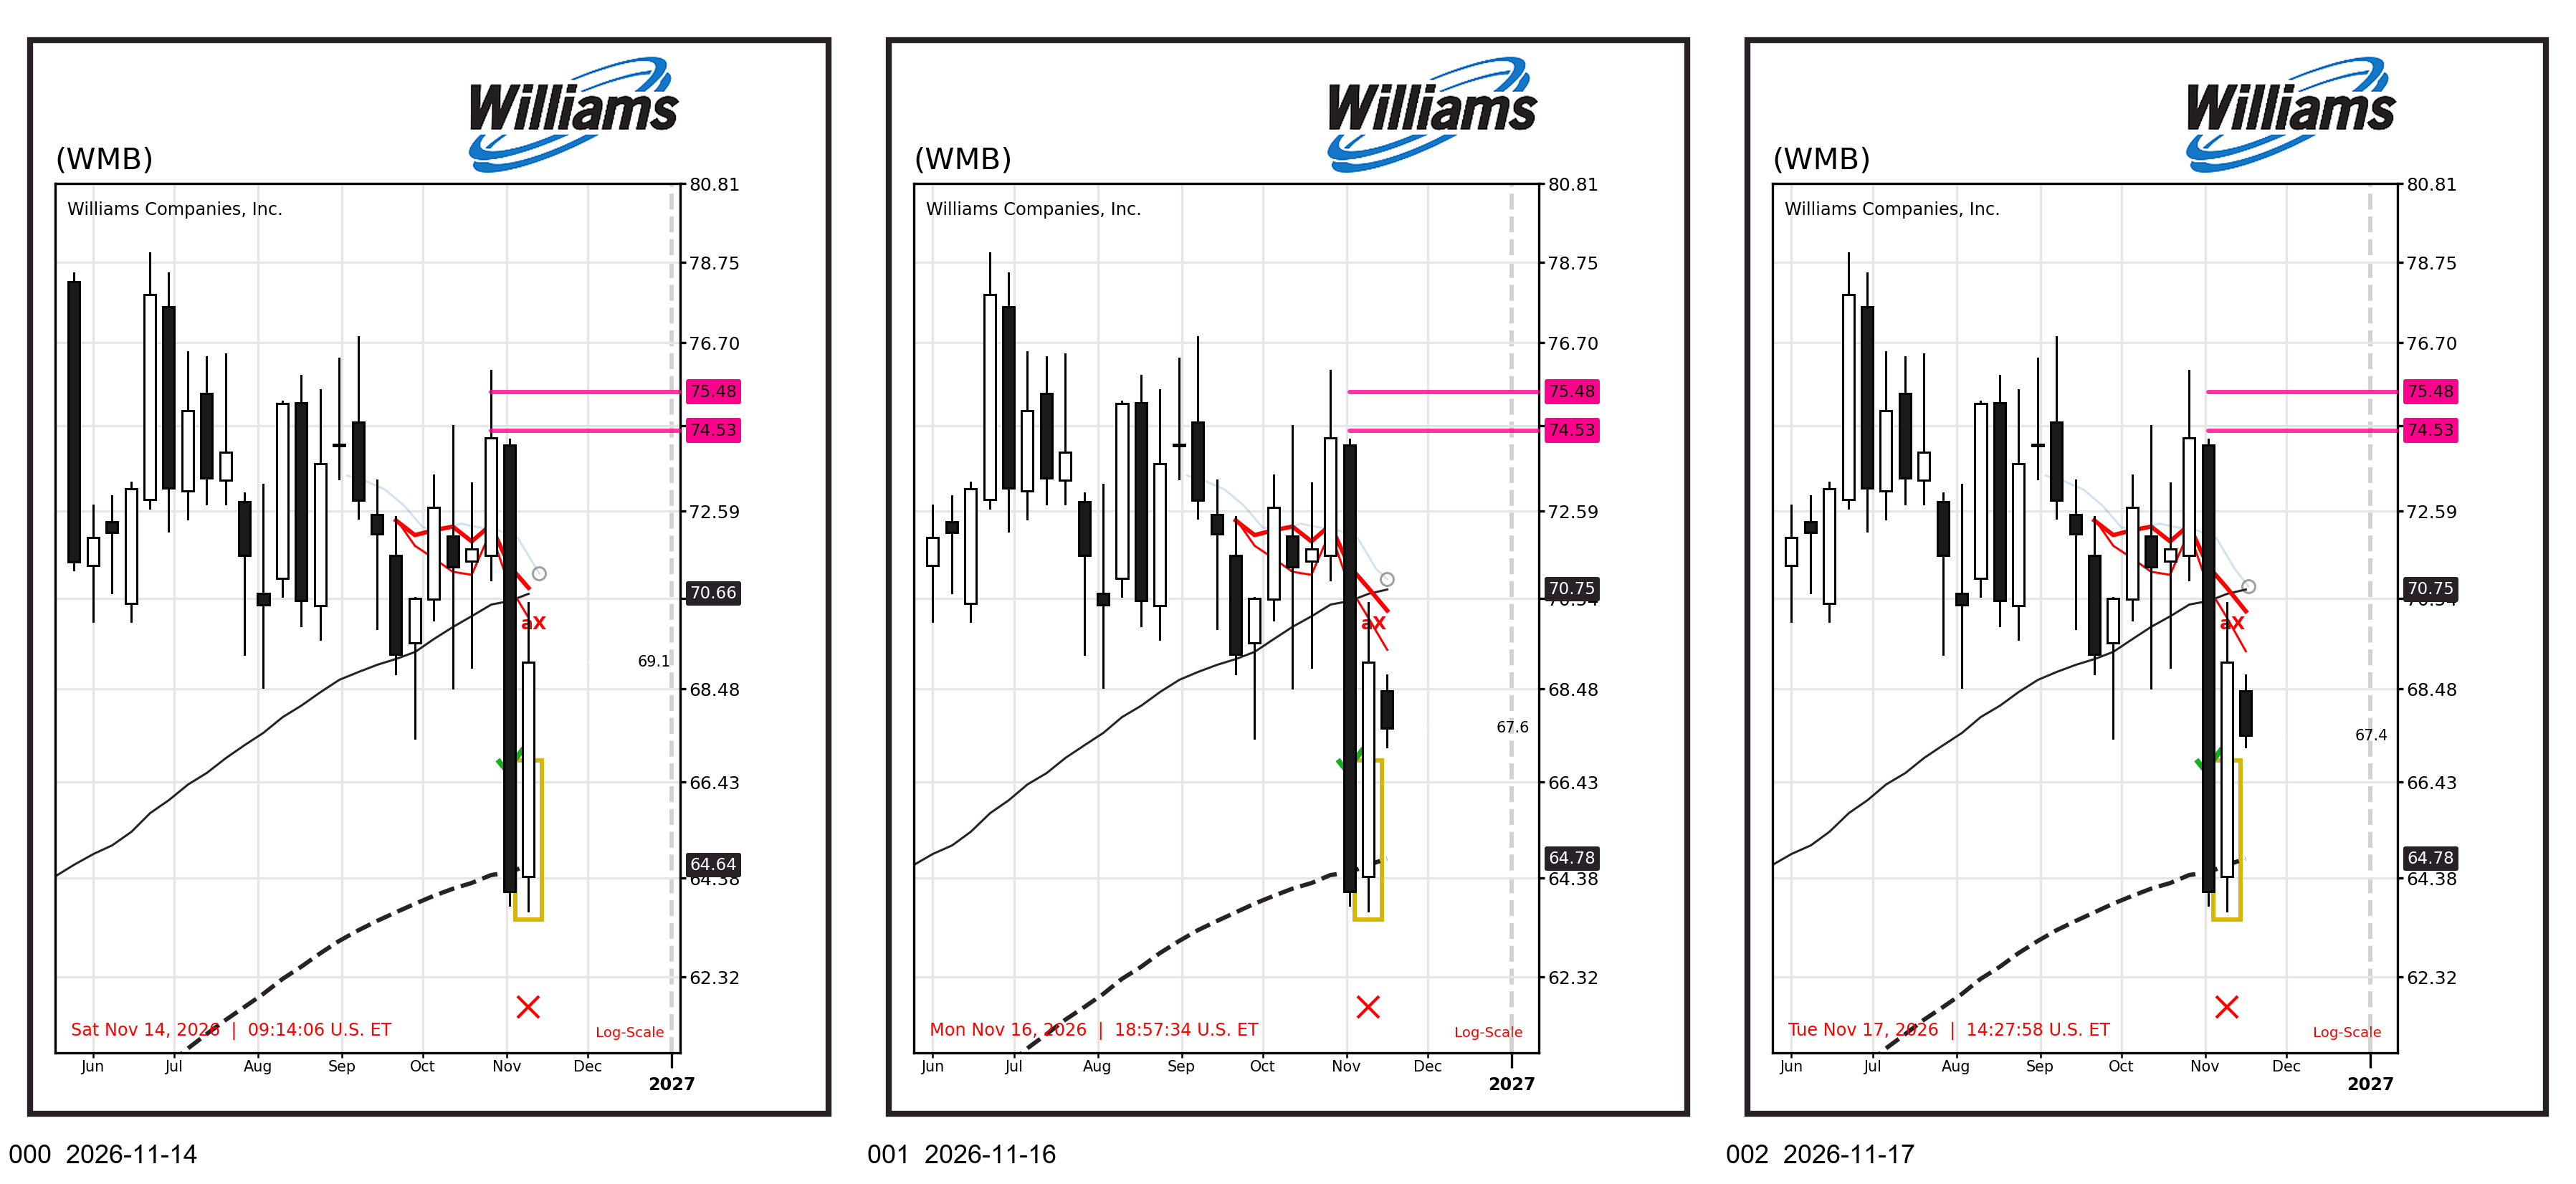 Williams
(WMB)
Williams Companies, Inc.
80.81
78.75
76.70
75.48
74.53
72.59
70.66
69.1
68.48
66.43
64.64
64.38
62.32
aX
Sat Nov 14, 2026 | 09:14:06 U.S. ET
Log-Scale
Jun Jul Aug Sep Oct Nov Dec
2027
000 2026-11-14
Williams
(WMB)
Williams Companies, Inc.
80.81
78.75
76.70
75.48
74.53
72.59
70.75
70.54
68.48
67.6
66.43
64.78
64.38
62.32
aX
Mon Nov 16, 2026 | 18:57:34 U.S. ET
Log-Scale
Jun Jul Aug Sep Oct Nov Dec
2027
001 2026-11-16
Williams
(WMB)
Williams Companies, Inc.
80.81
78.75
76.70
75.48
74.53
72.59
70.75
70.54
68.48
67.4
66.43
64.78
64.38
62.32
aX
Tue Nov 17, 2026 | 14:27:58 U.S. ET
Log-Scale
Jun Jul Aug Sep Oct Nov Dec
2027
002 2026-11-17